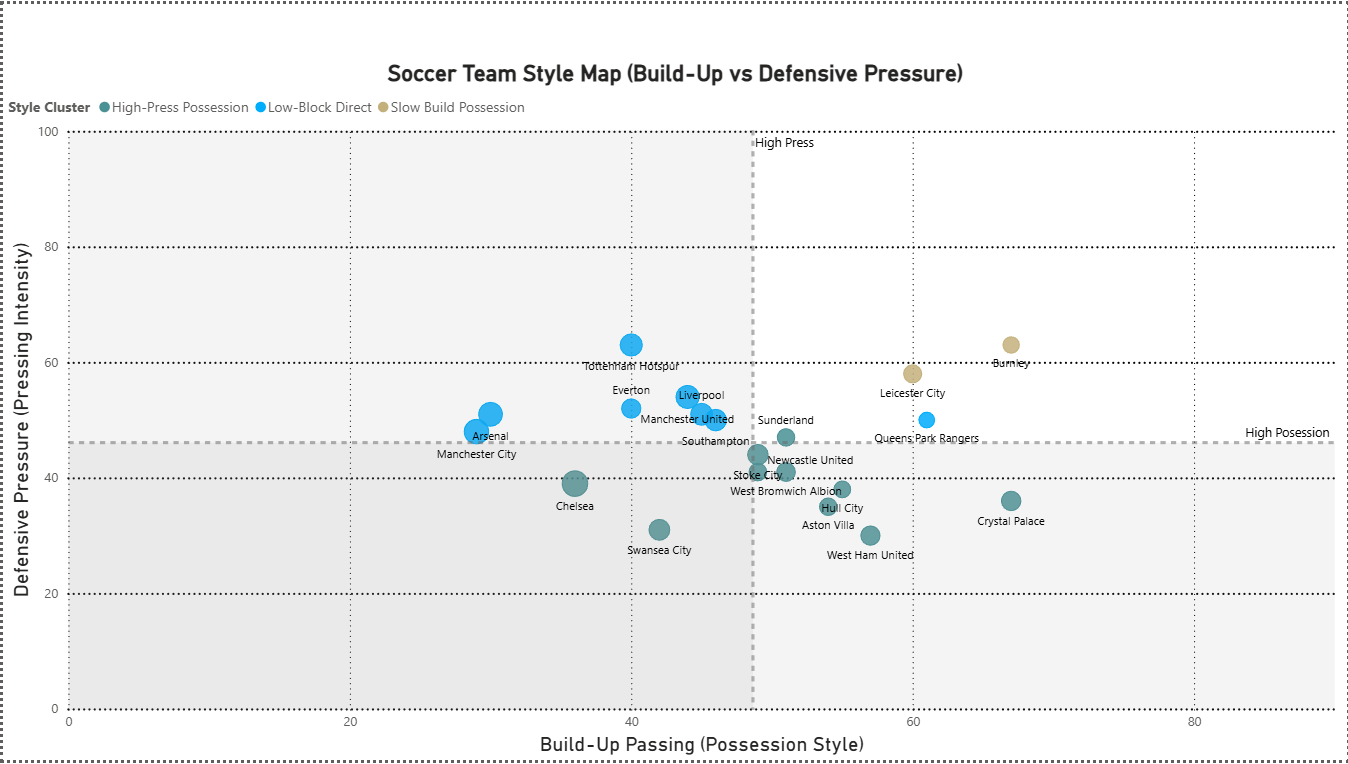 Soccer Team Style Map (Build-Up vs Defensive Pressure)
Style Cluster High-Press Possession Low-Block Direct Slow Build Possession
Defensive Pressure (Pressing Intensity)
100
80
60
40
20
0
High Press
High Posession
Tottenham Hotspur
Burnley
Everton
Liverpool
Leicester City
Manchester United
Sunderland
Arsenal
Southampton
Queens Park Rangers
Manchester City
Newcastle United
Stoke City
West Bromwich Albion
Chelsea
Hull City
Aston Villa
Crystal Palace
Swansea City
West Ham United
0
20
40
60
80
Build-Up Passing (Possession Style)